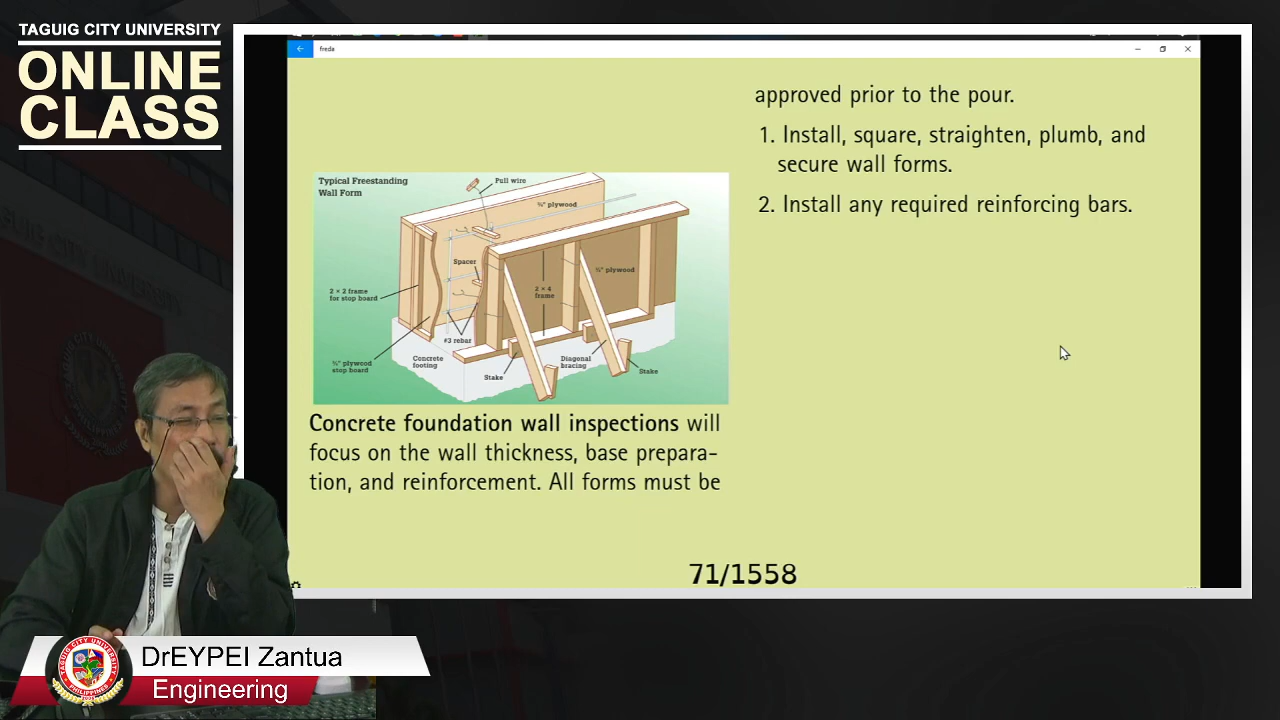 TAGUIG CITY UNIVERSITY
ONLINE
CLASS
freda
Typical Freestanding
Wall Form
Pull wire
¾" plywood
Spacer
¾" plywood
2 × 4
frame
2 × 2 frame
for stop board
#3 rebar
¾" plywood
stop board
Concrete
footing
Stake
Diagonal
bracing
Stake
Concrete foundation wall inspections will
focus on the wall thickness, base prepara-
tion, and reinforcement. All forms must be
approved prior to the pour.
1. Install, square, straighten, plumb, and
secure wall forms.
2. Install any required reinforcing bars.
71/1558
DrEYPEI Zantua
Engineering